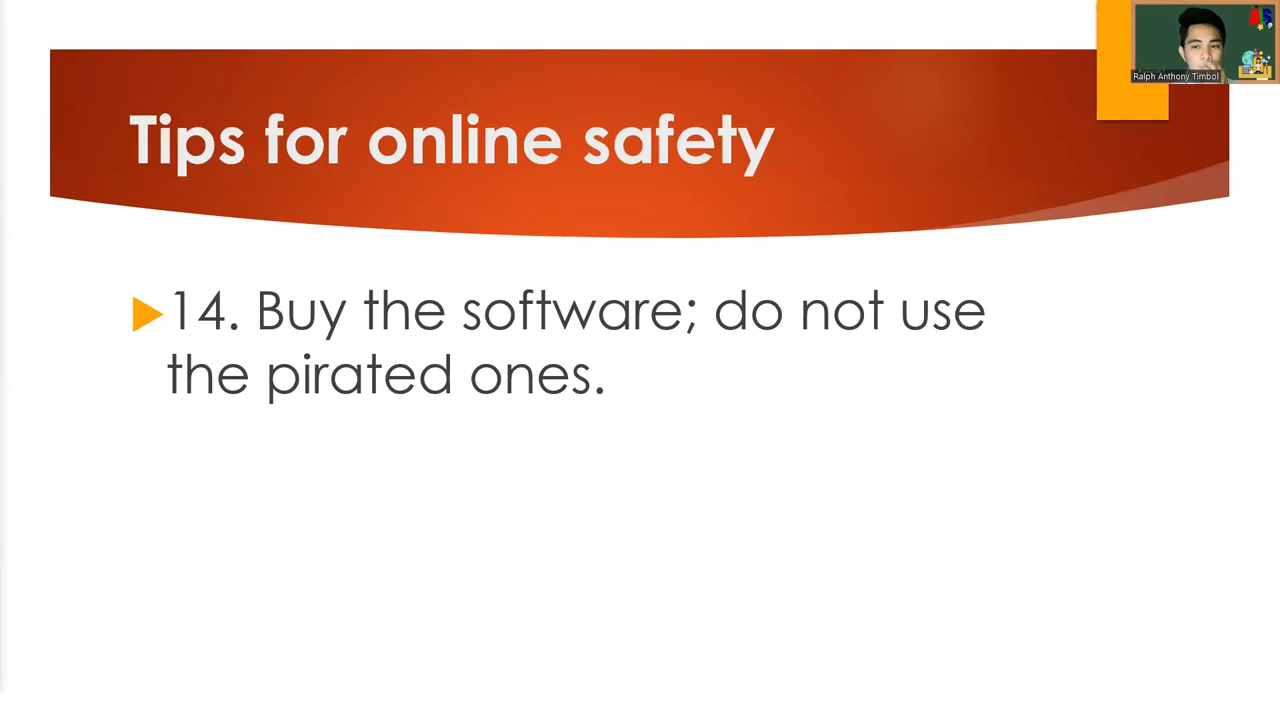 Tips for online safety
14. Buy the software; do not use
the pirated ones.
Ralph Anthony Timbol